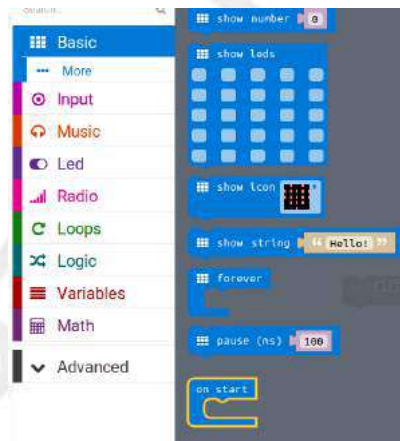 Search...
Basic
More
Input
Music
Led
Radio
Loops
Logic
Variables
Math
Advanced
show number 0
show leds
show icon
show string " Hello! "
forever
pause (ms) 100
on start